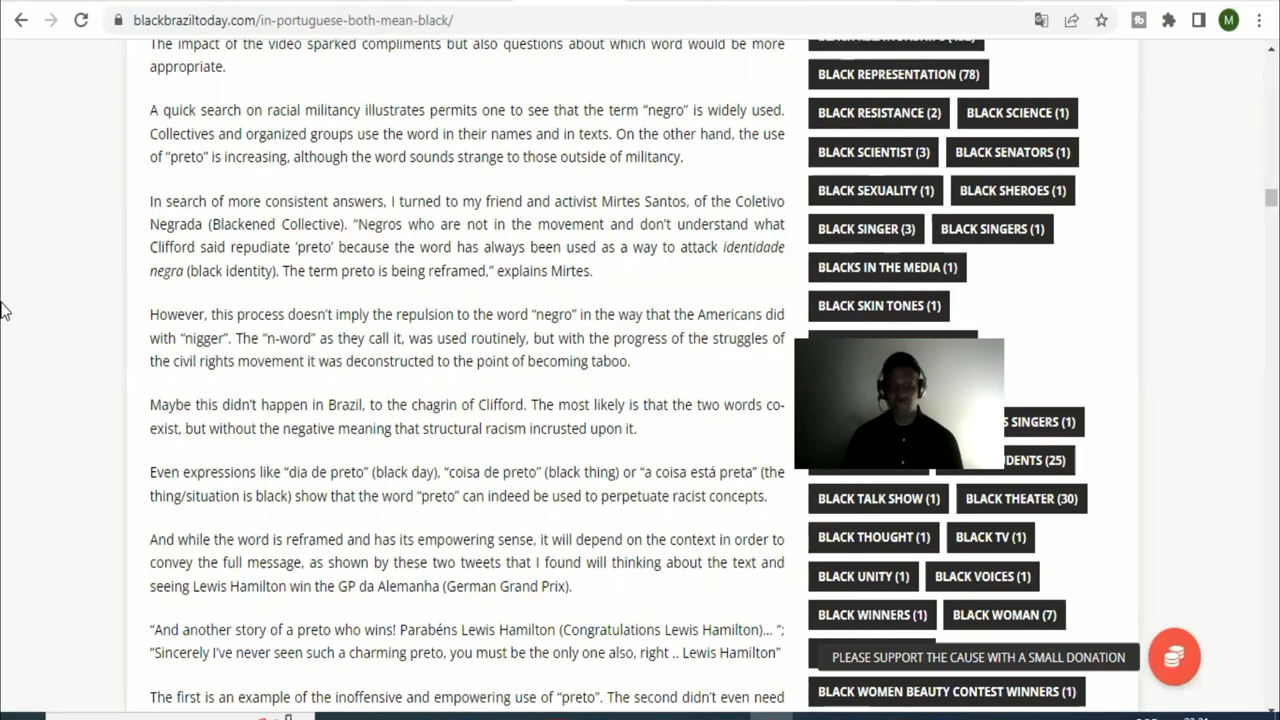 blackbraziltoday.com/in-portuguese-both-mean-black/
M
The impact of the video sparked compliments but also questions about which word would be more
appropriate.
A quick search on racial militancy illustrates permits one to see that the term “negro” is widely used.
Collectives and organized groups use the word in their names and in texts. On the other hand, the use
of “preto” is increasing, although the word sounds strange to those outside of militancy.
In search of more consistent answers, I turned to my friend and activist Mirtes Santos, of the Coletivo
Negrada (Blackened Collective). “Negros who are not in the movement and don’t understand what
Clifford said repudiate ‘preto’ because the word has always been used as a way to attack identidade
negra (black identity). The term preto is being reframed,” explains Mirtes.
However, this process doesn’t imply the repulsion to the word “negro” in the way that the Americans did
with “nigger”. The “n-word” as they call it, was used routinely, but with the progress of the struggles of
the civil rights movement it was deconstructed to the point of becoming taboo.
Maybe this didn’t happen in Brazil, to the chagrin of Clifford. The most likely is that the two words co-
exist, but without the negative meaning that structural racism incrusted upon it.
Even expressions like “dia de preto” (black day), “coisa de preto” (black thing) or “a coisa está preta” (the
thing/situation is black) show that the word “preto” can indeed be used to perpetuate racist concepts.
And while the word is reframed and has its empowering sense, it will depend on the context in order to
convey the full message, as shown by these two tweets that I found will thinking about the text and
seeing Lewis Hamilton win the GP da Alemanha (German Grand Prix).
“And another story of a preto who wins! Parabéns Lewis Hamilton (Congratulations Lewis Hamilton)... “;
“Sincerely I’ve never seen such a charming preto, you must be the only one also, right .. Lewis Hamilton”
The first is an example of the inoffensive and empowering use of “preto”. The second didn’t even need
BLACK REPRESENTATION (78)
BLACK RESISTANCE (2) BLACK SCIENCE (1)
BLACK SCIENTIST (3) BLACK SENATORS (1)
BLACK SEXUALITY (1) BLACK SHEROES (1)
BLACK SINGER (3) BLACK SINGERS (1)
BLACKS IN THE MEDIA (1)
BLACK SKIN TONES (1)
SINGERS (1)
DENTS (25)
BLACK TALK SHOW (1) BLACK THEATER (30)
BLACK THOUGHT (1) BLACK TV (1)
BLACK UNITY (1) BLACK VOICES (1)
BLACK WINNERS (1) BLACK WOMAN (7)
PLEASE SUPPORT THE CAUSE WITH A SMALL DONATION
BLACK WOMEN BEAUTY CONTEST WINNERS (1)